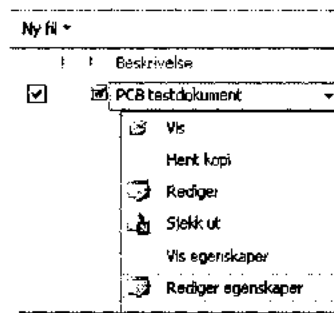 Ny fil
Beskrivelse
PCB testdokument
Vis
Hent kopi
Rediger
Sjekk ut
Vis egenskaper
Rediger egenskaper